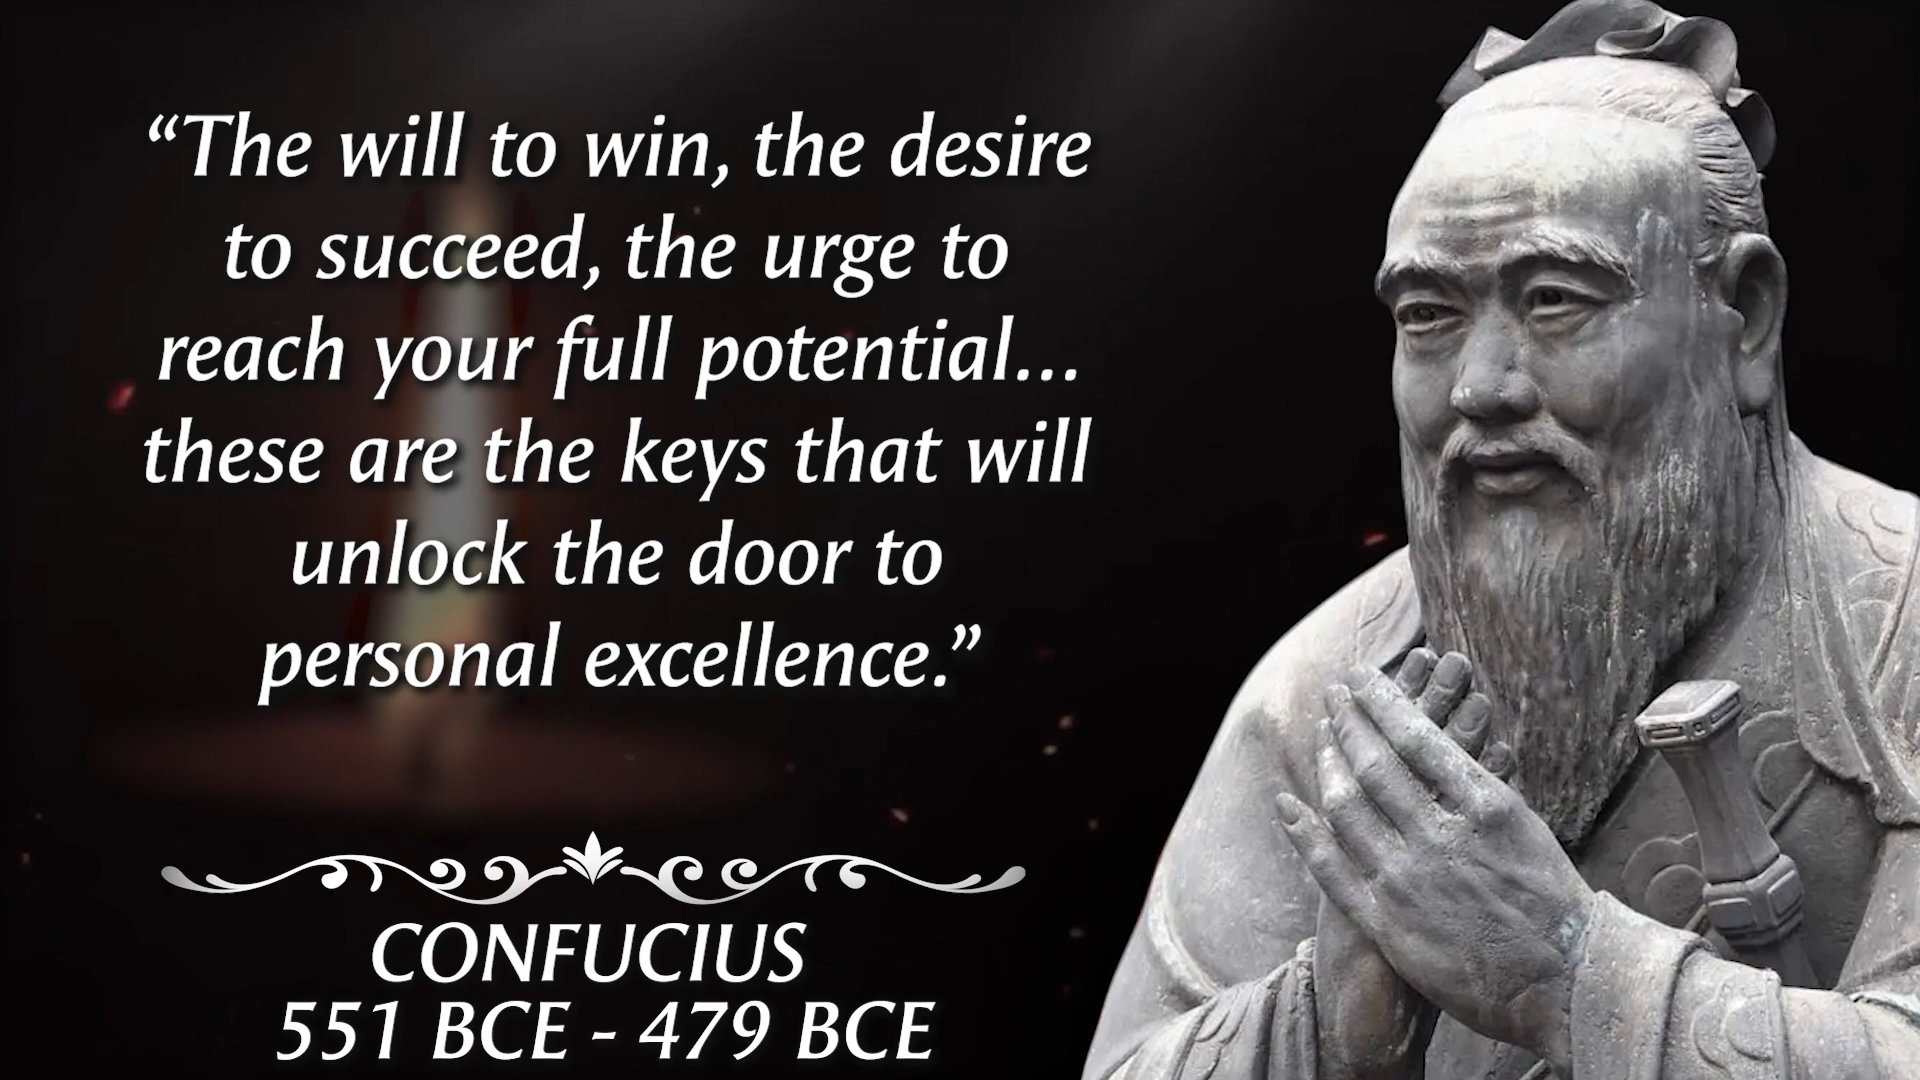 “The will to win, the desire
to succeed, the urge to
reach your full potential...
these are the keys that will
unlock the door to
personal excellence.”
CONFUCIUS
551 BCE - 479 BCE